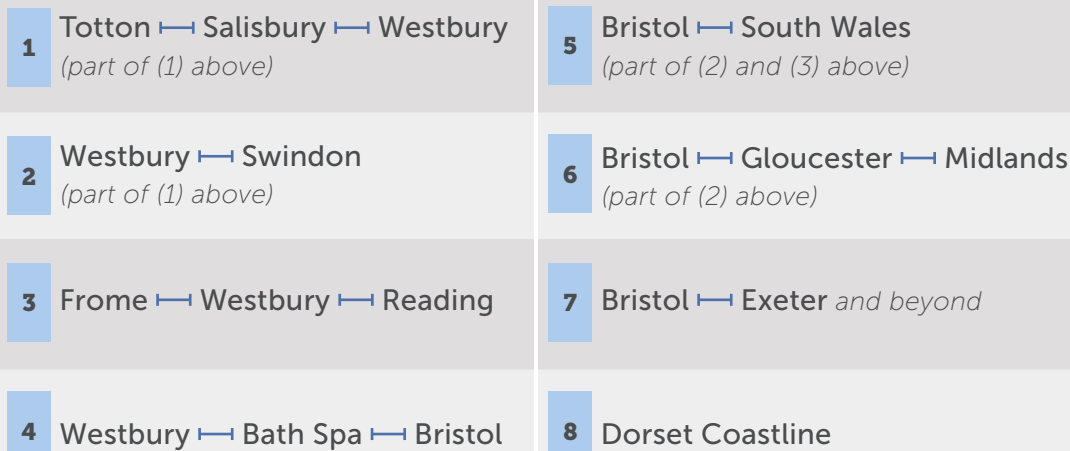 1
Totton Salisbury Westbury
(part of (1) above)
2
Westbury Swindon
(part of (1) above)
3
Frome Westbury Reading
4
Westbury Bath Spa Bristol
5
Bristol South Wales
(part of (2) and (3) above)
6
Bristol Gloucester Midlands
(part of (2) above)
7
Bristol Exeter and beyond
8
Dorset Coastline